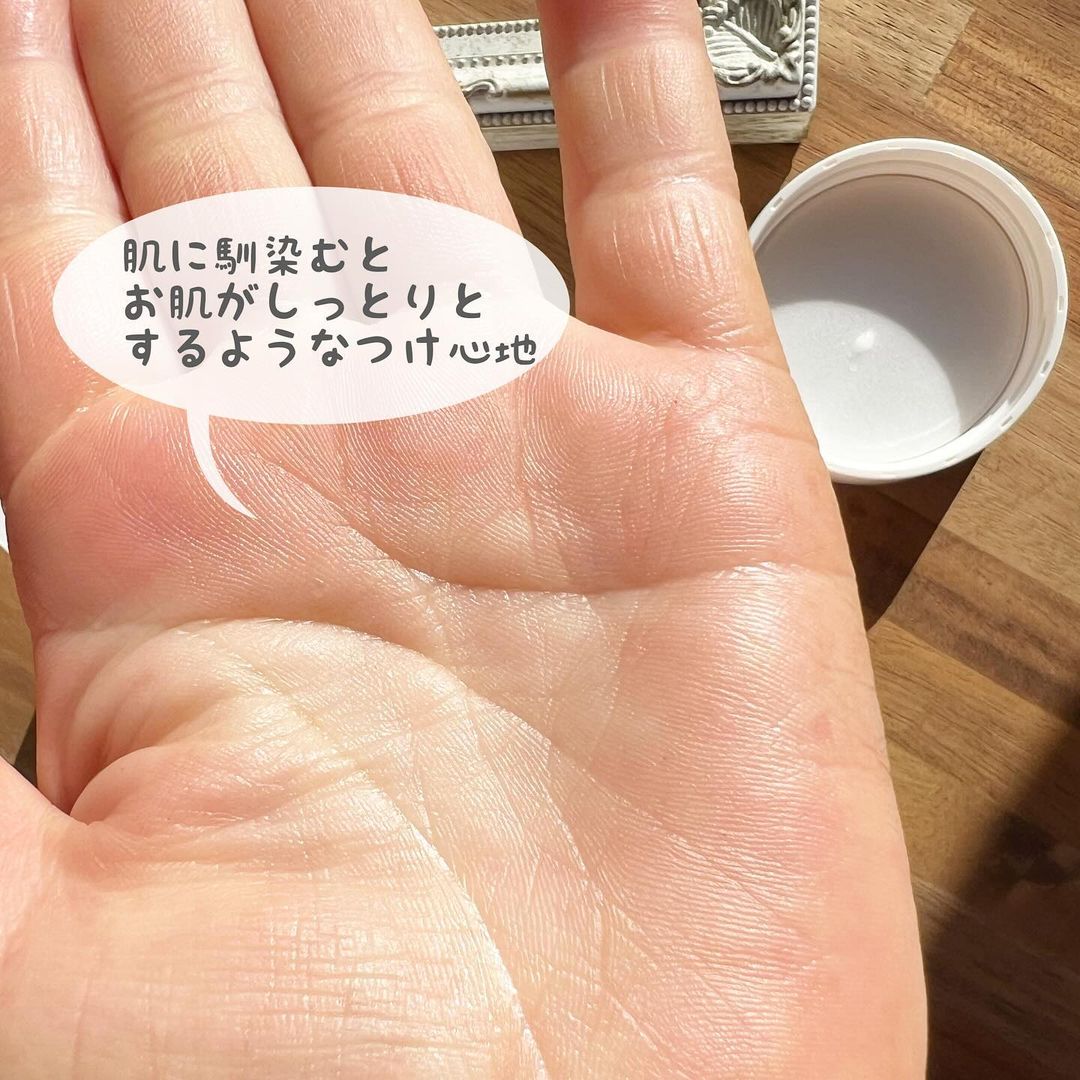 肌に馴染むと
お肌がしっとりと
するようなつけ心地